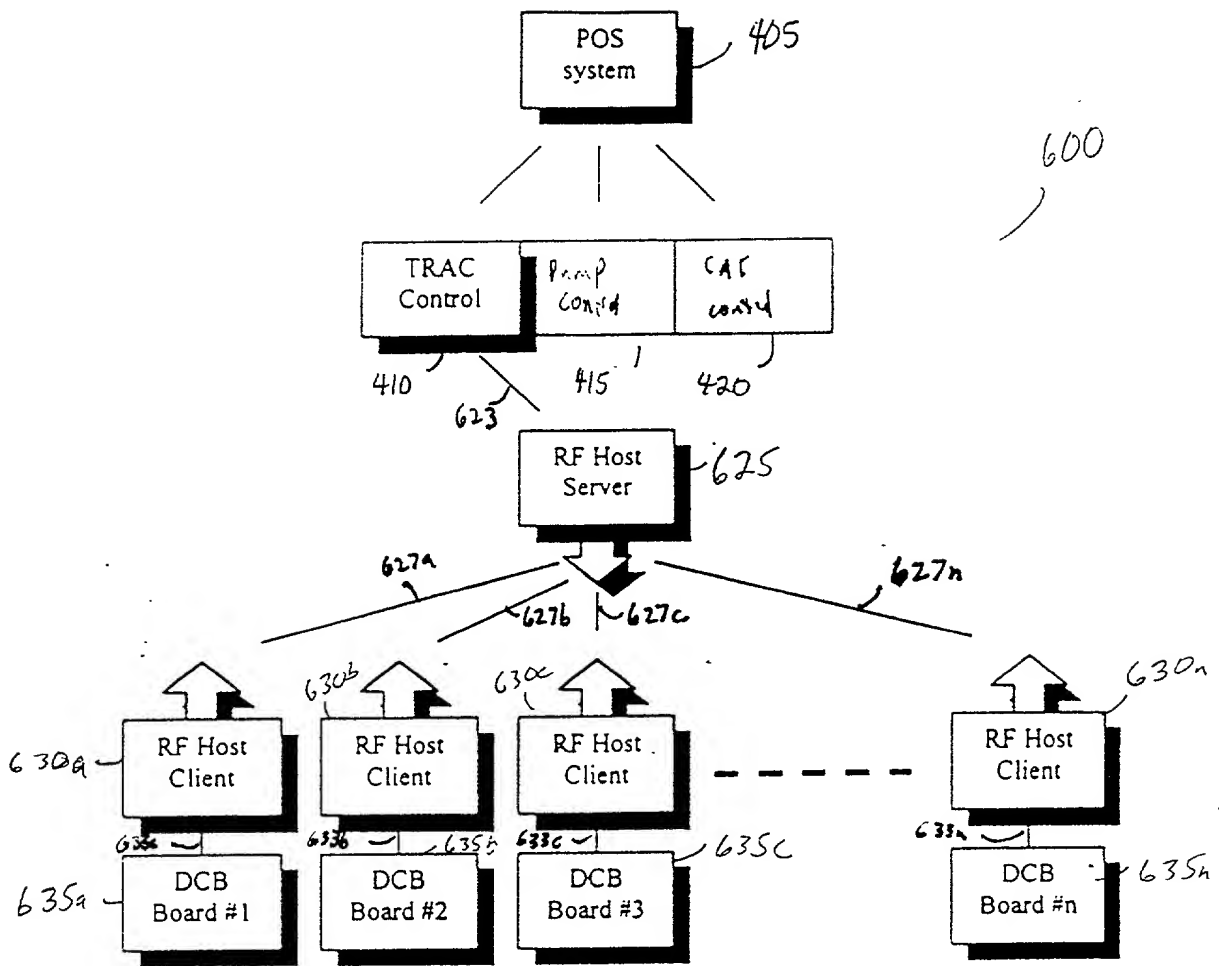 POS
system
405
600
TRAC
Control
Pump
Control
CAT
control
410
415
420
623
RF Host
Server
625
627a
627b
627c
627n
630a
RF Host
Client
630b
RF Host
Client
630c
RF Host
Client
630n
RF Host
Client
633b
633c
633n
635a
DCB
Board #1
635b
DCB
Board #2
635c
DCB
Board #3
635n
DCB
Board #n